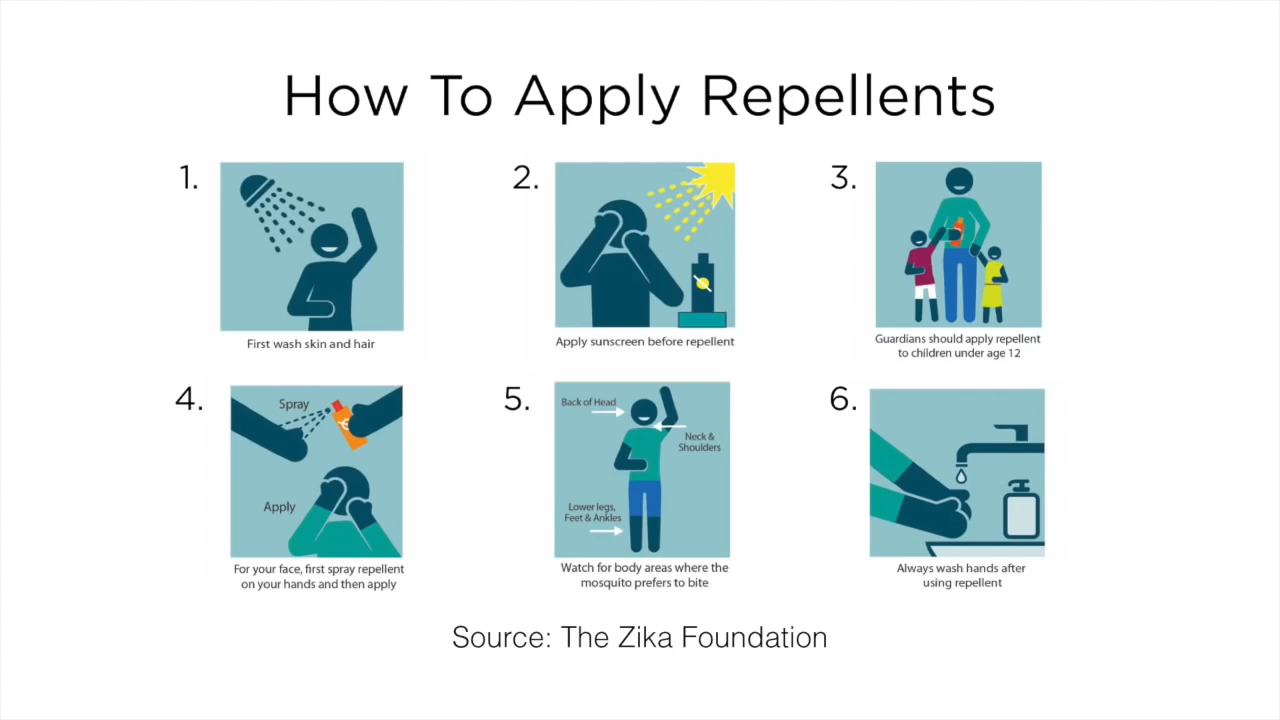 How To Apply Repellents
1.
First wash skin and hair
2.
Apply sunscreen before repellent
3.
Guardians should apply repellent
to children under age 12
4.
Spray
Apply
For your face, first spray repellent
on your hands and then apply
5.
Back of Head
Neck &
Shoulders
Lower legs,
Feet & Ankles
Watch for body areas where the
mosquito prefers to bite
6.
Always wash hands after
using repellent
Source: The Zika Foundation